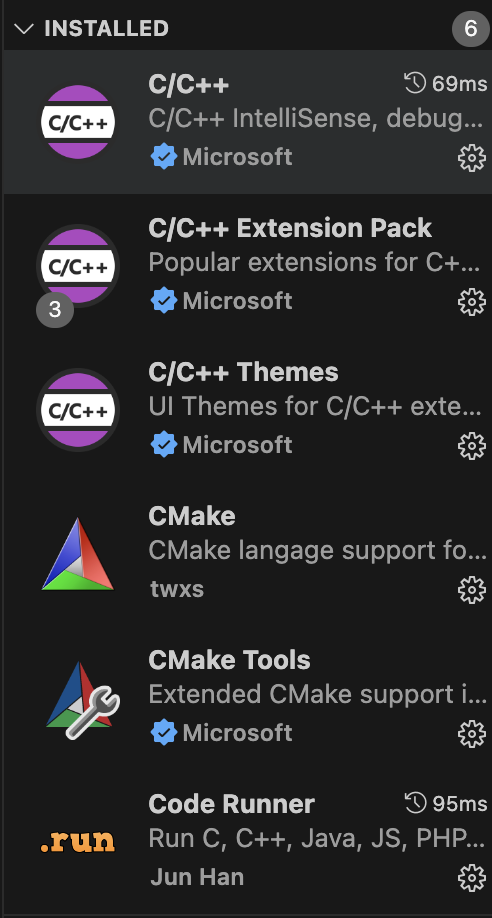 INSTALLED 6
C/C++ 69ms
C/C++
C/C++ IntelliSense, debug...
Microsoft
C/C++ Extension Pack
C/C++
Popular extensions for C+...
3
Microsoft
C/C++ Themes
C/C++
UI Themes for C/C++ exte...
Microsoft
CMake
CMake langage support fo...
twxs
CMake Tools
Extended CMake support i...
Microsoft
Code Runner 95ms
.run
Run C, C++, Java, JS, PHP...
Jun Han